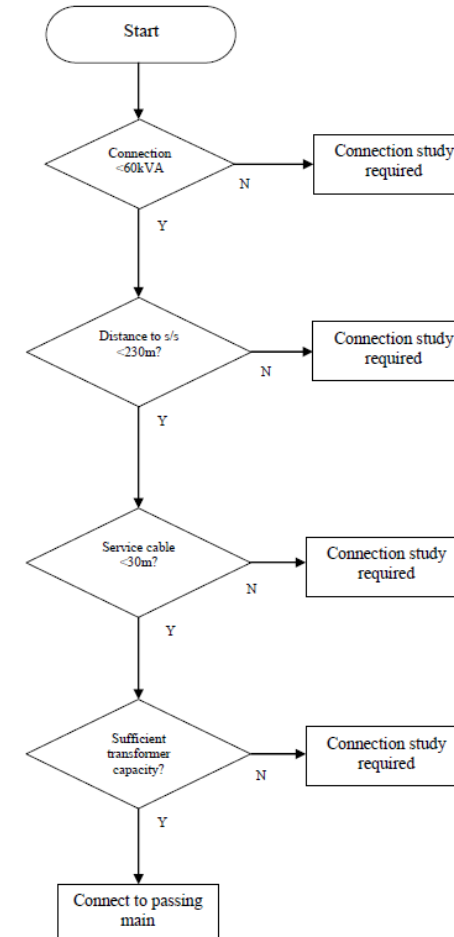 Start
Connection
<60kVA
N
Connection study
required
Y
Distance to s/s
<230m?
N
Connection study
required
Y
Service cable
<30m?
N
Connection study
required
Y
Sufficient
transformer
capacity?
N
Connection study
required
Y
Connect to passing
main